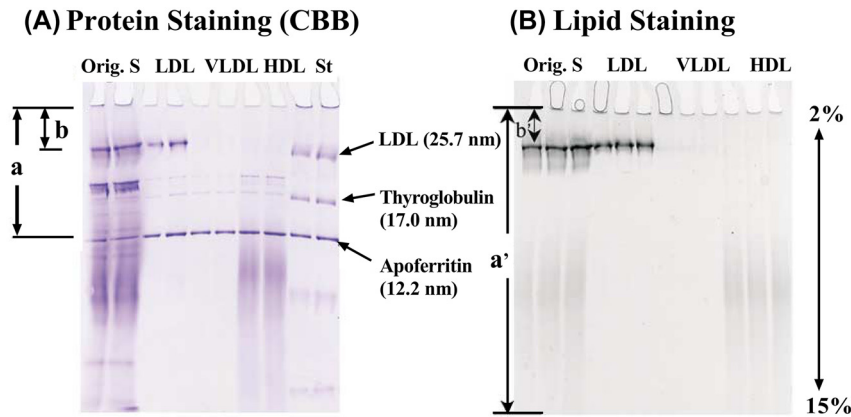 (A) Protein Staining (CBB)
Orig. S LDL VLDL HDL St
b
a
LDL (25.7 nm)
Thyroglobulin
(17.0 nm)
Apoferritin
(12.2 nm)
(B) Lipid Staining
Orig. S LDL VLDL HDL
b'
a'
2%
15%